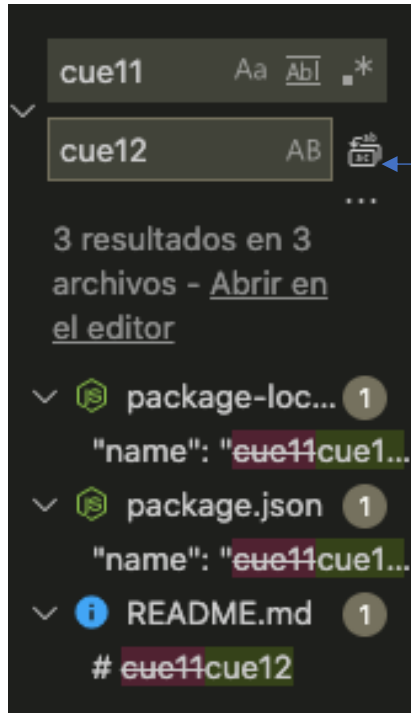 cue11 Aa Abl .*
cue12 AB
...
3 resultados en 3
archivos - Abrir en
el editor
package-loc... 1
"name": "cue11cue1...
package.json 1
"name": "cue11cue1...
README.md 1
# cue11cue12